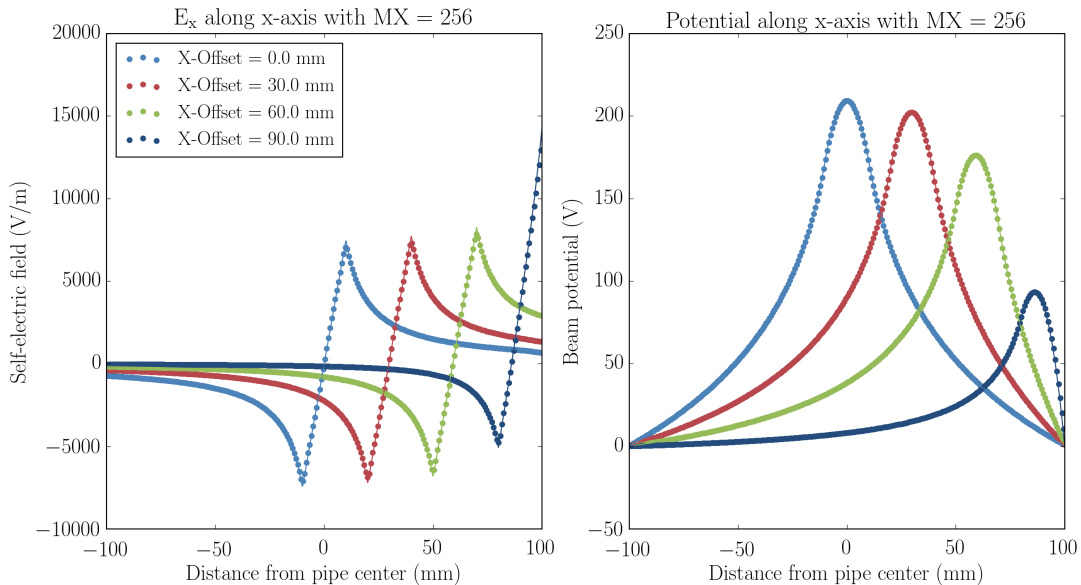 E_x along x-axis with MX = 256
20000
15000
10000
5000
0
−5000
−10000
−100
−50
0
50
100
Self-electric field (V/m)
Distance from pipe center (mm)
X-Offset = 0.0 mm
X-Offset = 30.0 mm
X-Offset = 60.0 mm
X-Offset = 90.0 mm
Potential along x-axis with MX = 256
250
200
150
100
50
0
−50
−100
−50
0
50
100
Beam potential (V)
Distance from pipe center (mm)